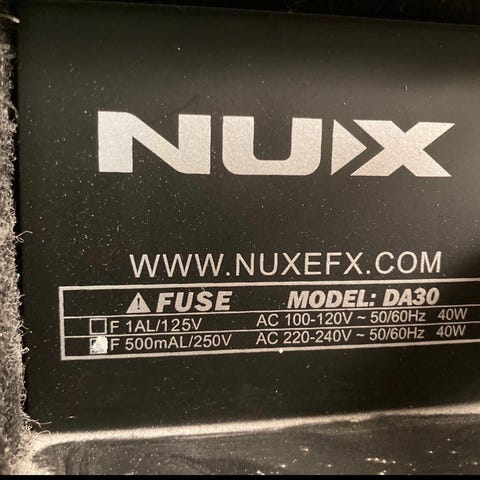 NUX
WWW.NUXEFX.COM
⚠ FUSE MODEL: DA30
F 1AL/125V AC 100-120V ~ 50/60Hz 40W
F 500mAL/250V AC 220-240V ~ 50/60Hz 40W